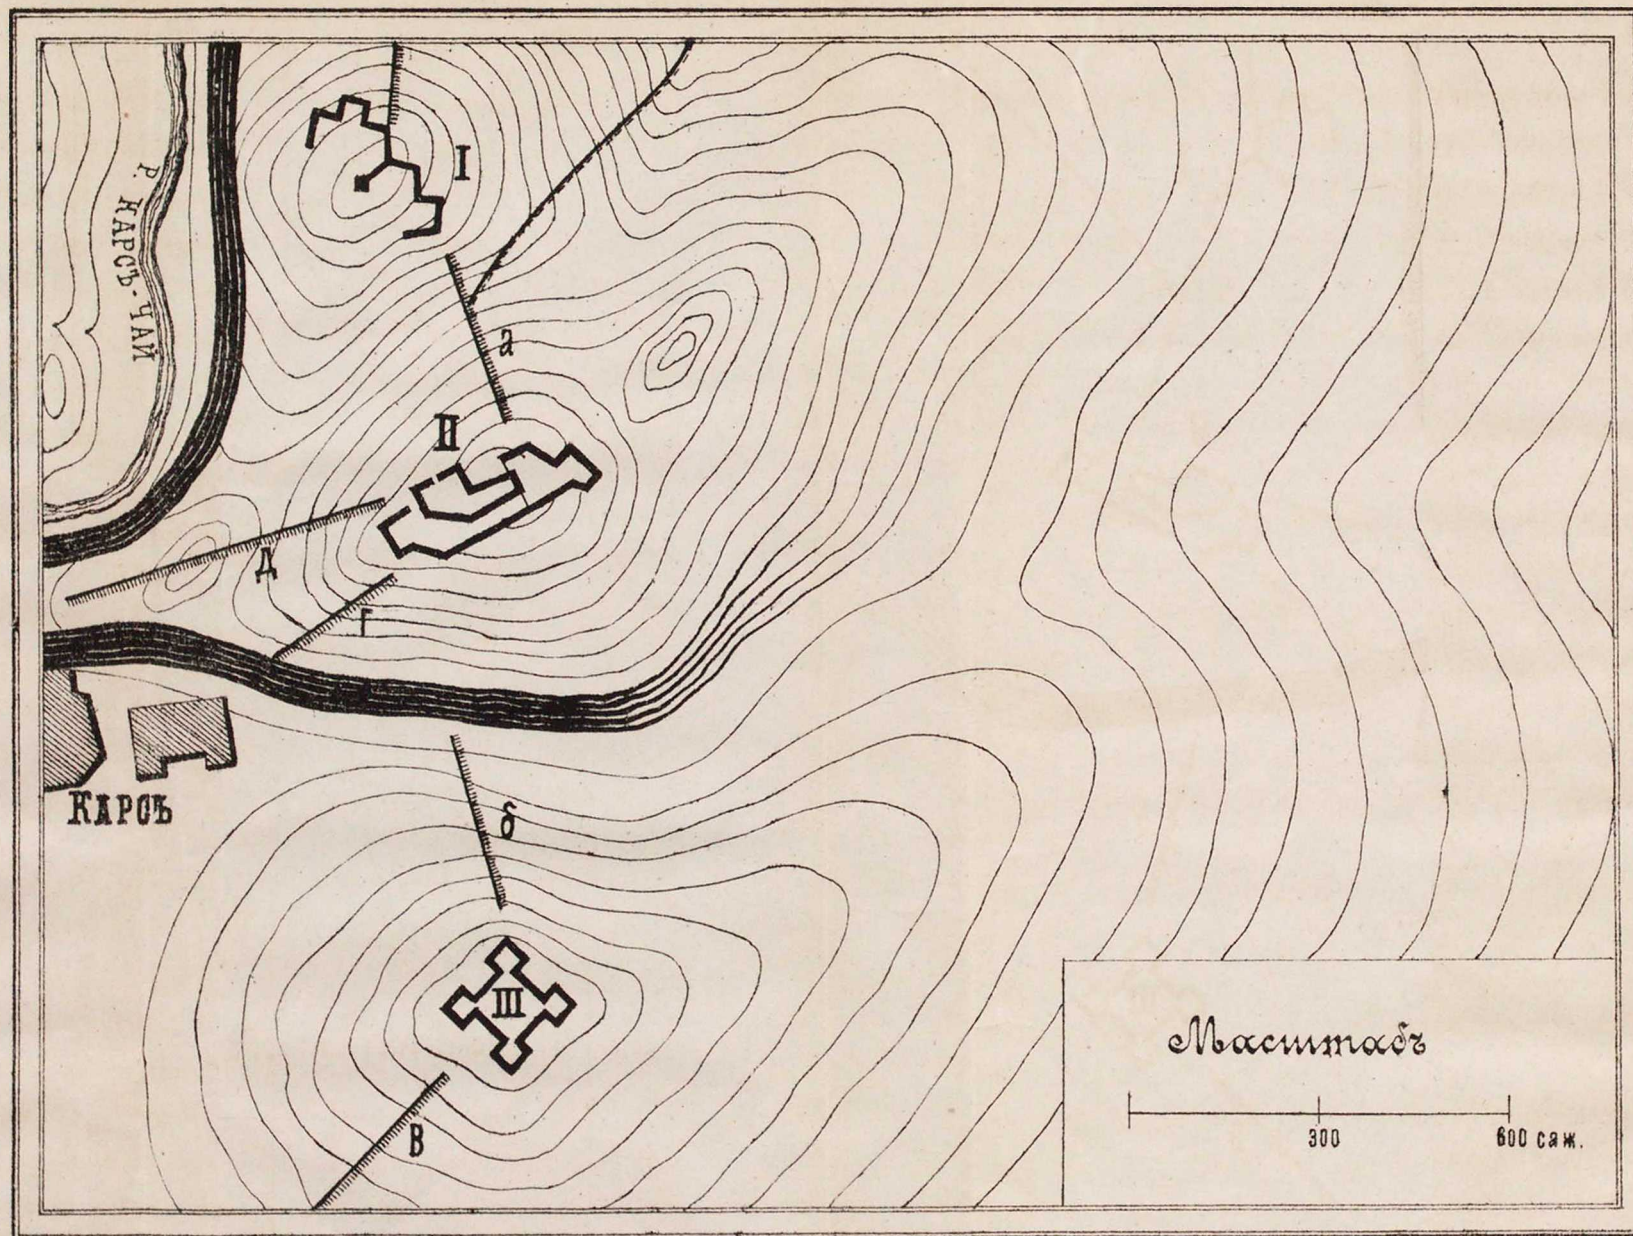 I
Р. КАРСЪ-ЧАЙ
а
II
Д
Г
КАРСЪ
б
III
В
Масштабъ
300
600 саж.